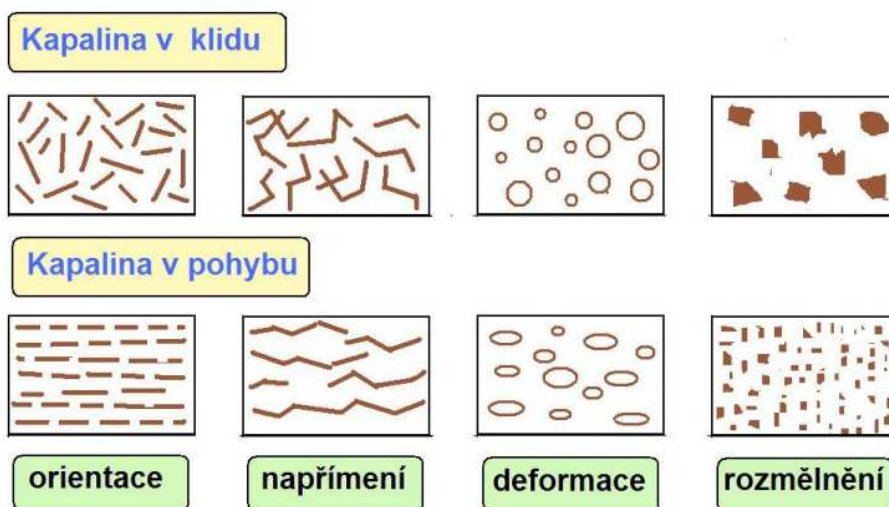 Kapalina v klidu
Kapalina v pohybu
orientace
napřímení
deformace
rozmělnění